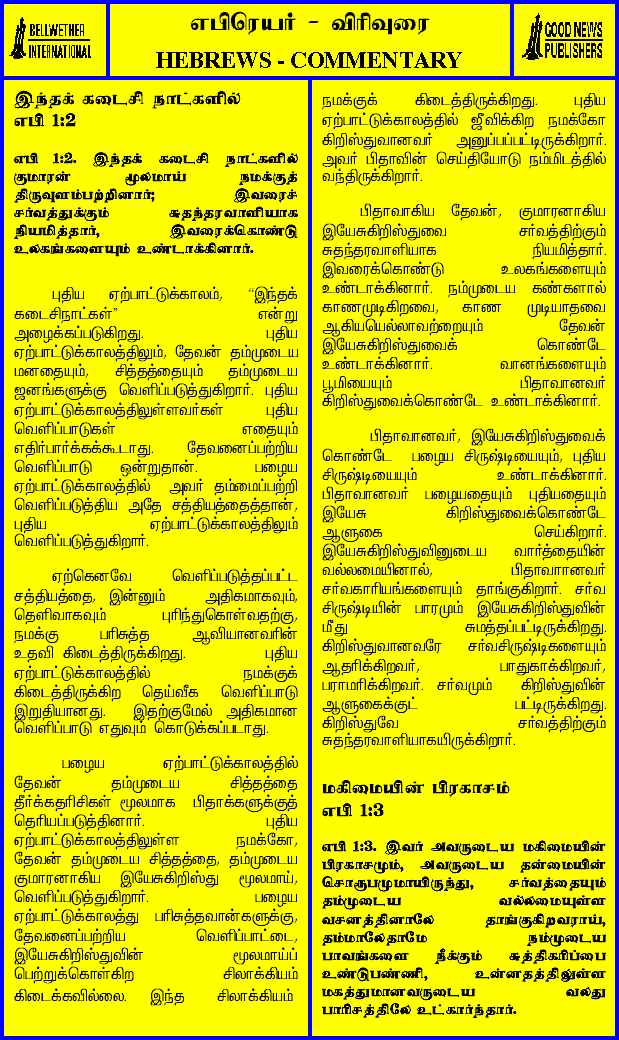 BELLWETHER
INTERNATIONAL
எபிரெயர் - விரிவுரை
HEBREWS - COMMENTARY
GOOD NEWS
PUBLISHERS
இந்தக் கடைசி நாட்களில்
எபி 1:2
எபி 1:2. இந்தக் கடைசி நாட்களில்
குமாரன் மூலமாய் நமக்குத்
திருவுளம்பற்றினார்; இவரைச்
சர்வத்துக்கும் சுதந்தரவாளியாக
நியமித்தார், இவரைக்கொண்டு
உலகங்களையும் உண்டாக்கினார்.
புதிய ஏற்பாட்டுக்காலம், “இந்தக்
கடைசிநாட்கள்” என்று
அழைக்கப்படுகிறது. புதிய
ஏற்பாட்டுக்காலத்திலும், தேவன் தம்முடைய
மனதையும், சித்தத்தையும் தம்முடைய
ஜனங்களுக்கு வெளிப்படுத்துகிறார். புதிய
ஏற்பாட்டுக்காலத்திலுள்ளவர்கள் புதிய
வெளிப்பாடுகள் எதையும்
எதிர்பார்க்கக்கூடாது. தேவனைப்பற்றிய
வெளிப்பாடு ஒன்றுதான். பழைய
ஏற்பாட்டுக்காலத்தில் அவர் தம்மைப்பற்றி
வெளிப்படுத்திய அதே சத்தியத்தைத்தான்,
புதிய ஏற்பாட்டுக்காலத்திலும்
வெளிப்படுத்துகிறார்.
ஏற்கெனவே வெளிப்படுத்தப்பட்ட
சத்தியத்தை, இன்னும் அதிகமாகவும்,
தெளிவாகவும் புரிந்துகொள்வதற்கு,
நமக்கு பரிசுத்த ஆவியானவரின்
உதவி கிடைத்திருக்கிறது. புதிய
ஏற்பாட்டுக்காலத்தில் நமக்குக்
கிடைத்திருக்கிற தெய்வீக வெளிப்பாடு
இறுதியானது. இதற்குமேல் அதிகமான
வெளிப்பாடு எதுவும் கொடுக்கப்படாது.
பழைய ஏற்பாட்டுக்காலத்தில்
தேவன் தம்முடைய சித்தத்தை
தீர்க்கதரிசிகள் மூலமாக பிதாக்களுக்குத்
தெரியப்படுத்தினார். புதிய
ஏற்பாட்டுக்காலத்திலுள்ள நமக்கோ,
தேவன் தம்முடைய சித்தத்தை, தம்முடைய
குமாரனாகிய இயேசுகிறிஸ்து மூலமாய்,
வெளிப்படுத்துகிறார். பழைய
ஏற்பாட்டுக்காலத்து பரிசுத்தவான்களுக்கு,
தேவனைப்பற்றிய வெளிப்பாட்டை,
இயேசுகிறிஸ்துவின் மூலமாய்ப்
பெற்றுக்கொள்கிற சிலாக்கியம்
கிடைக்கவில்லை. இந்த சிலாக்கியம்
நமக்குக் கிடைத்திருக்கிறது. புதிய
ஏற்பாட்டுக்காலத்தில் ஜீவிக்கிற நமக்கோ
கிறிஸ்துவானவர் அனுப்பப்பட்டிருக்கிறார்.
அவர் பிதாவின் செய்தியோடு நம்மிடத்தில்
வந்திருக்கிறார்.
பிதாவாகிய தேவன், குமாரனாகிய
இயேசுகிறிஸ்துவை சர்வத்திற்கும்
சுதந்தரவாளியாக நியமித்தார்.
இவரைக்கொண்டு உலகங்களையும்
உண்டாக்கினார். நம்முடைய கண்களால்
காணமுடிகிறவை, காண முடியாதவை
ஆகியயெல்லாவற்றையும் தேவன்
இயேசுகிறிஸ்துவைக் கொண்டே
உண்டாக்கினார். வானங்களையும்
பூமியையும் பிதாவானவர்
கிறிஸ்துவைக்கொண்டே உண்டாக்கினார்.
பிதாவானவர், இயேசுகிறிஸ்துவைக்
கொண்டே பழைய சிருஷ்டியையும், புதிய
சிருஷ்டியையும் உண்டாக்கினார்.
பிதாவானவர் பழையதையும் புதியதையும்
இயேசு கிறிஸ்துவைக்கொண்டே
ஆளுகை செய்கிறார்.
இயேசுகிறிஸ்துவினுடைய வார்த்தையின்
வல்லமையினால், பிதாவாானவர்
சர்வகாரியங்களையும் தாங்குகிறார். சர்வ
சிருஷ்டியின் பாரமும் இயேசுகிறிஸ்துவின்
மீது சுமத்தப்பட்டிருக்கிறது.
கிறிஸ்துவானவரே சர்வசிருஷ்டிகளையும்
ஆதரிக்கிறவர், பாதுகாக்கிறவர்,
பராமரிக்கிறவர். சர்வமும் கிறிஸ்துவின்
ஆளுகைக்குட் பட்டிருக்கிறது.
கிறிஸ்துவே சர்வத்திற்கும்
சுதந்தரவாளியாகயிருக்கிறார்.
மகிமையின் பிரகாசம்
எபி 1:3
எபி 1:3. இவர் அவருடைய மகிமையின்
பிரகாசமும், அவருடைய தன்மையின்
சொரூபமுமாயிருந்து, சர்வத்தையும்
தம்முடைய வல்லமையுள்ள
வசனத்தினாலே தாங்குகிறவராய்,
தம்மாலேதாமே நம்முடைய
பாவங்களை நீக்கும் சுத்திகரிப்பை
உண்டுபண்ணி, உன்னதத்திலுள்ள
மகத்துமானவருடைய வலது
பாரிசத்திலே உட்கார்ந்தார்.